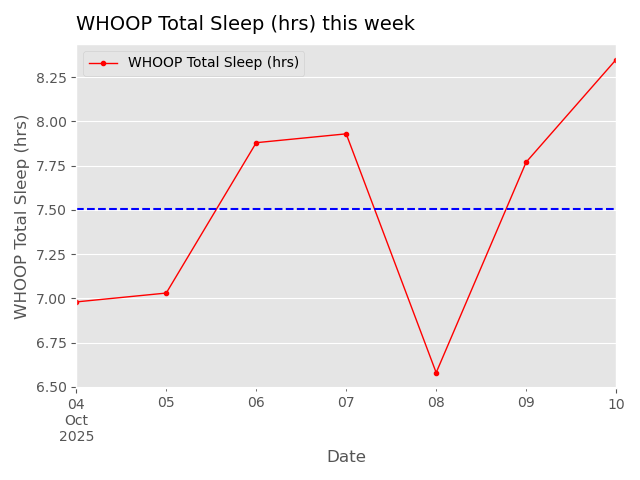 WHOOP Total Sleep (hrs) this week
WHOOP Total Sleep (hrs)
WHOOP Total Sleep (hrs)
8.25
8.00
7.75
7.50
7.25
7.00
6.75
6.50
04 05 06 07 08 09 10
Oct
2025
Date